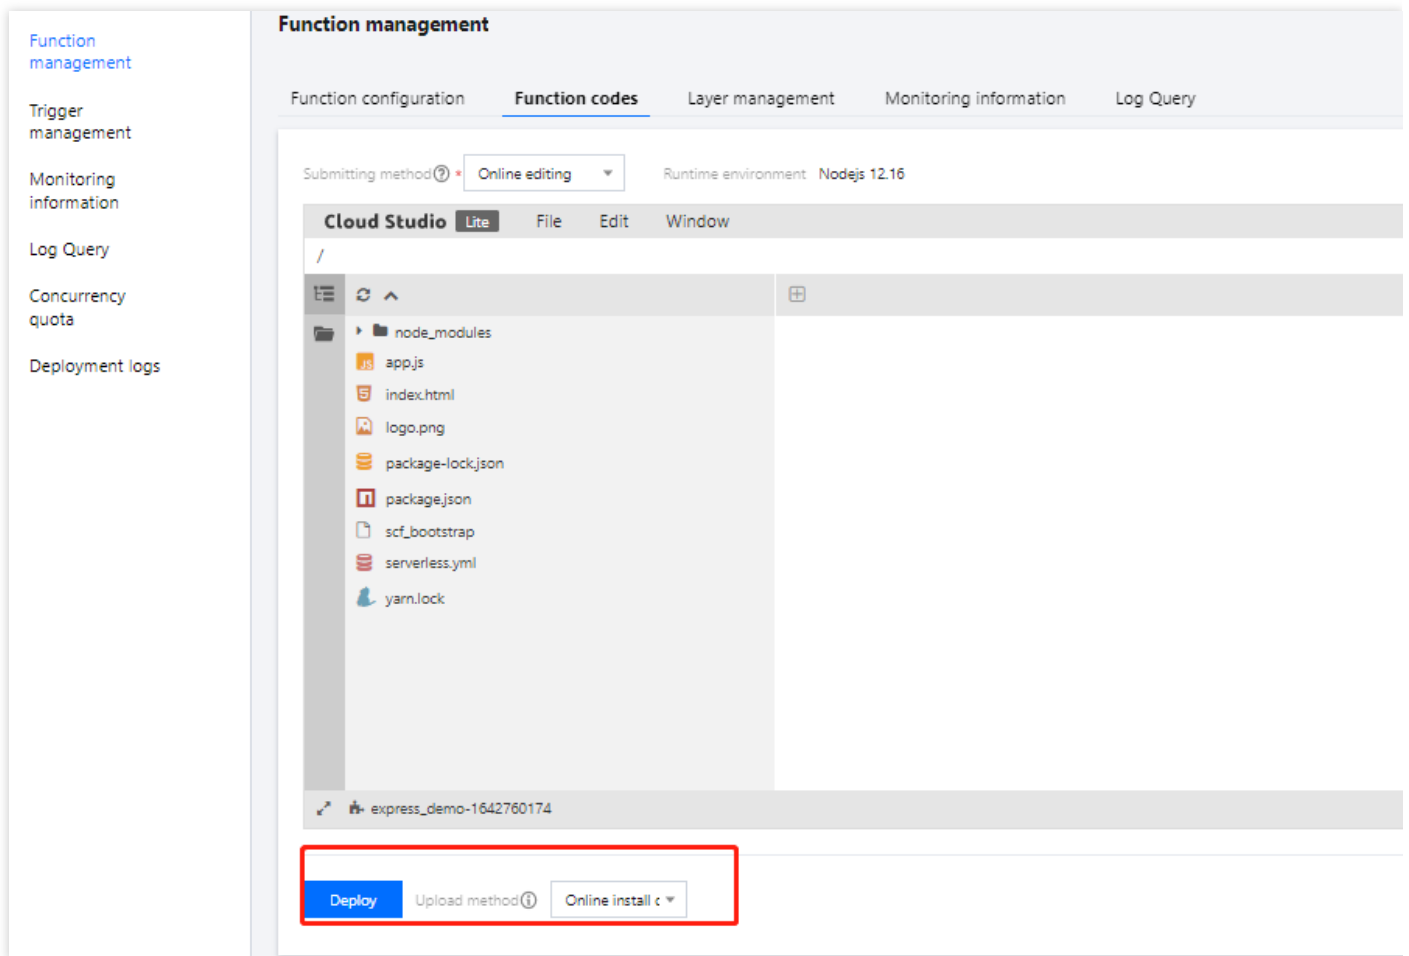 Function management
Function
management
Trigger
management
Monitoring
information
Log Query
Concurrency
quota
Deployment logs
Function configuration Function codes Layer management Monitoring information Log Query
Submitting method * Online editing Runtime environment Nodejs 12.16
Cloud Studio Lite File Edit Window
/
node_modules
JS app.js
index.html
logo.png
package-lock.json
package.json
scf_bootstrap
serverless.yml
yarn.lock
express_demo-1642760174
Deploy Upload method Online install